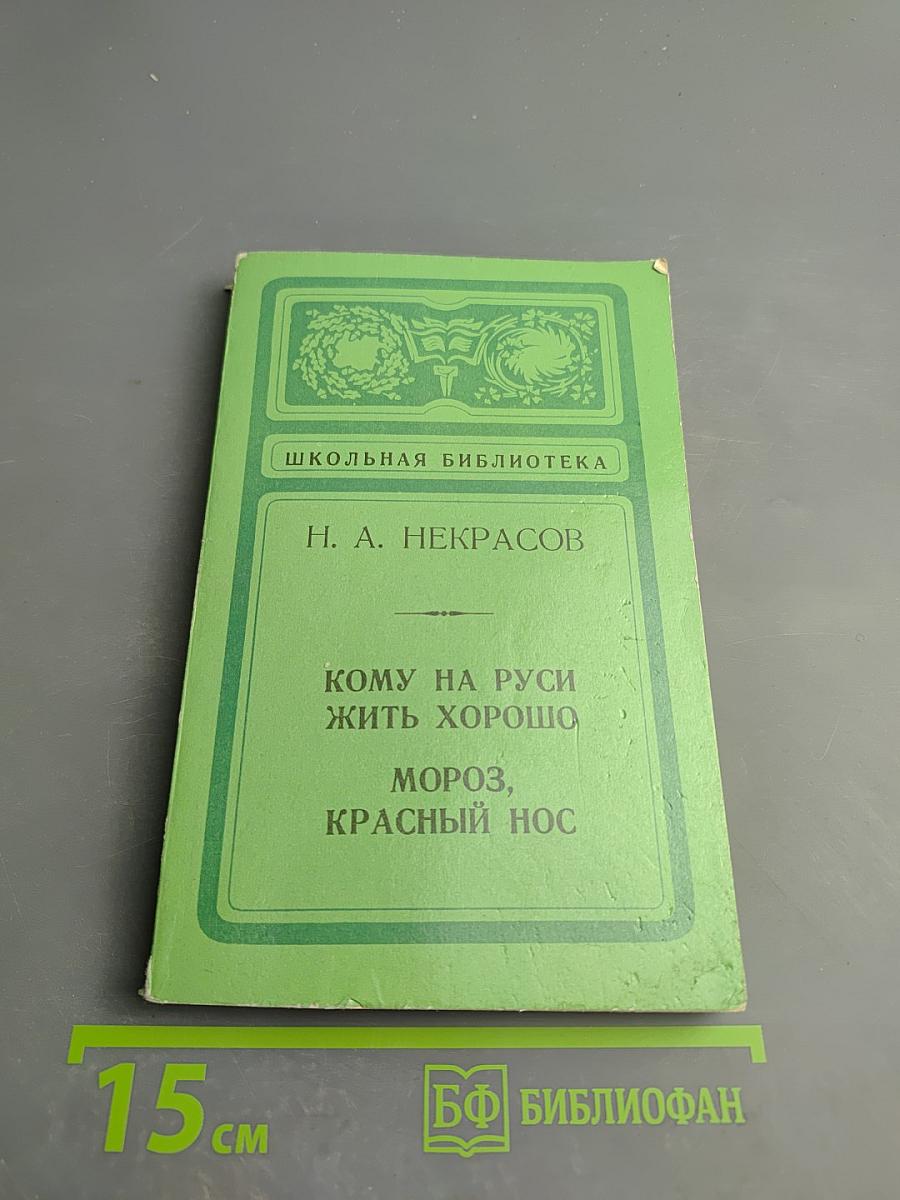 ШКОЛЬНАЯ БИБЛИОТЕКА
Н. А. НЕКРАСОВ
КОМУ НА РУСИ
ЖИТЬ ХОРОШО
МОРОЗ,
КРАСНЫЙ НОС
15 см
БФ БИБЛИОФАН